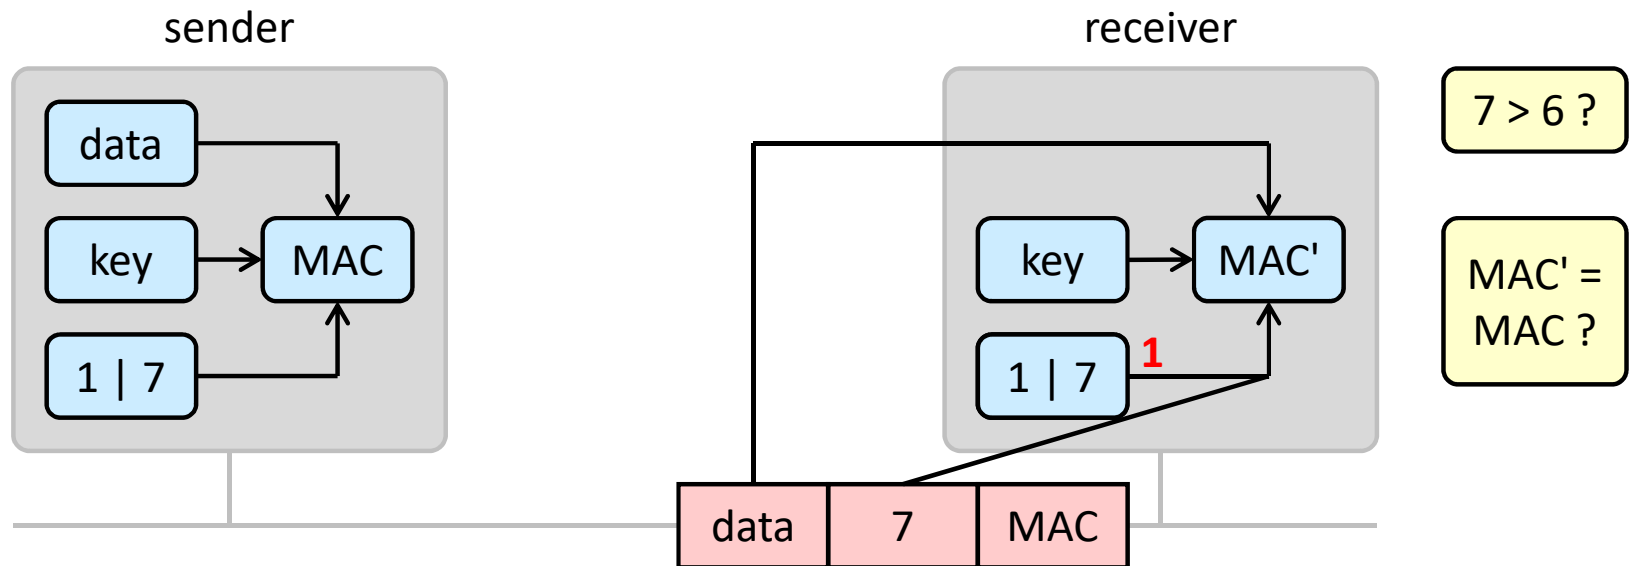 sender
receiver
data
key
MAC
1 | 7
key
MAC'
1 | 7
1
7 > 6 ?
MAC' =
MAC ?
data
7
MAC